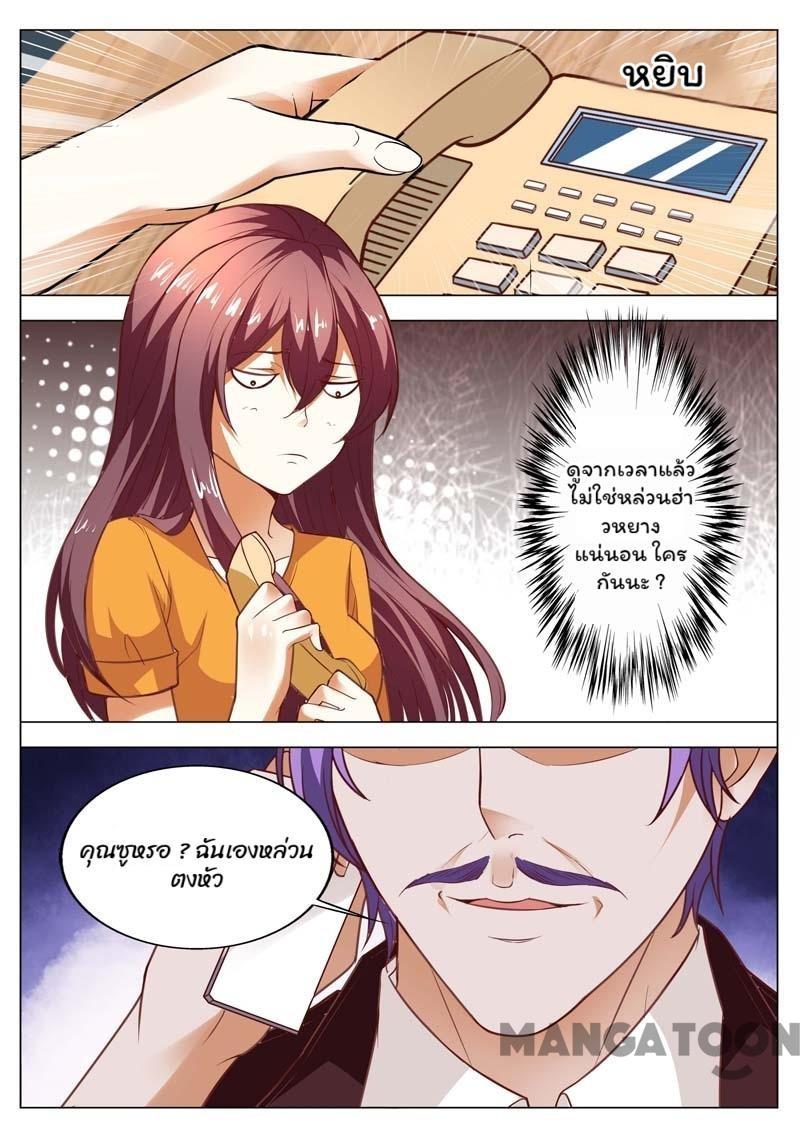 หยิบ
ดูจากเวลาแล้ว
ไม่ใช่หล่วนฮ่า
วหยาง
แน่นอน ใคร
กันนะ ?
คุณซูหรอ ? ฉันเองหล่วน
ตงหัว
MANGATOON